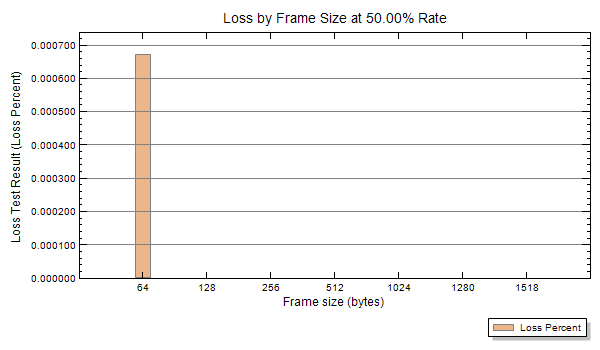 Loss by Frame Size at 50.00% Rate
Loss Test Result (Loss Percent)
0.000700
0.000600
0.000500
0.000400
0.000300
0.000200
0.000100
0.000000
64 128 256 512 1024 1280 1518
Frame size (bytes)
Loss Percent